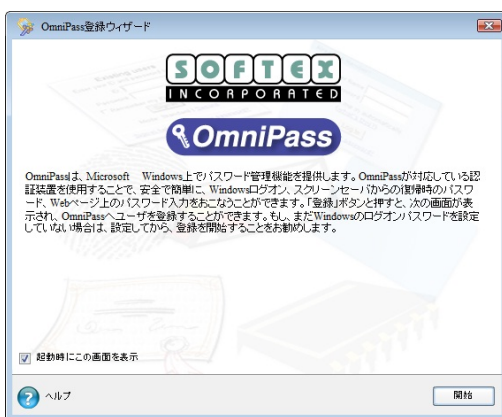 OmniPass登録ウィザード
SOFTEX
INCORPORATED
OmniPass
OmniPassは、Microsoft Windows上でパスワード管理機能を提供します。OmniPassが対応している認
証装置を使用することで、安全で簡単に、Windowsログオン、スクリーンセーバからの復帰時のパスワ
ード、Webページ上のパスワード入力をおこなうことができます。「登録」ボタンと押すと、次の画面が表
示され、OmniPassへユーザを登録することができます。もし、まだWindowsのログオンパスワードを設定
していない場合は、設定してから、登録を開始することをお勧めします。
起動時にこの画面を表示
ヘルプ
開始